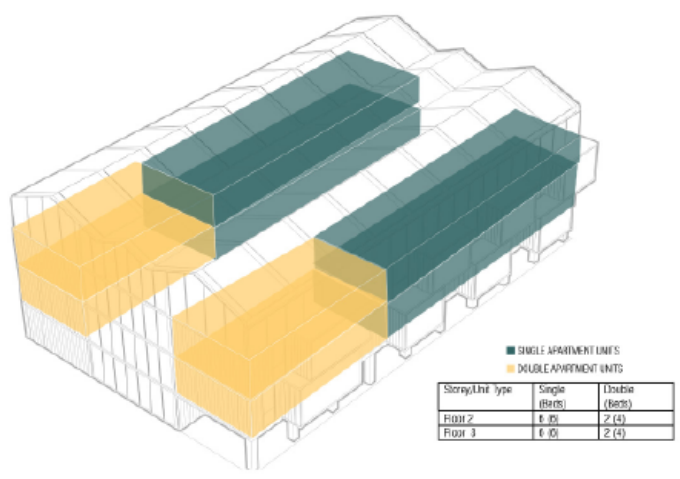 SINGLE APARTMENT UNITS
DOUBLE APARTMENT UNITS
Storey/Unit Type Single (Beds) Double (Beds)
Floor 2 6 (6) 2 (4)
Floor 3 6 (6) 2 (4)